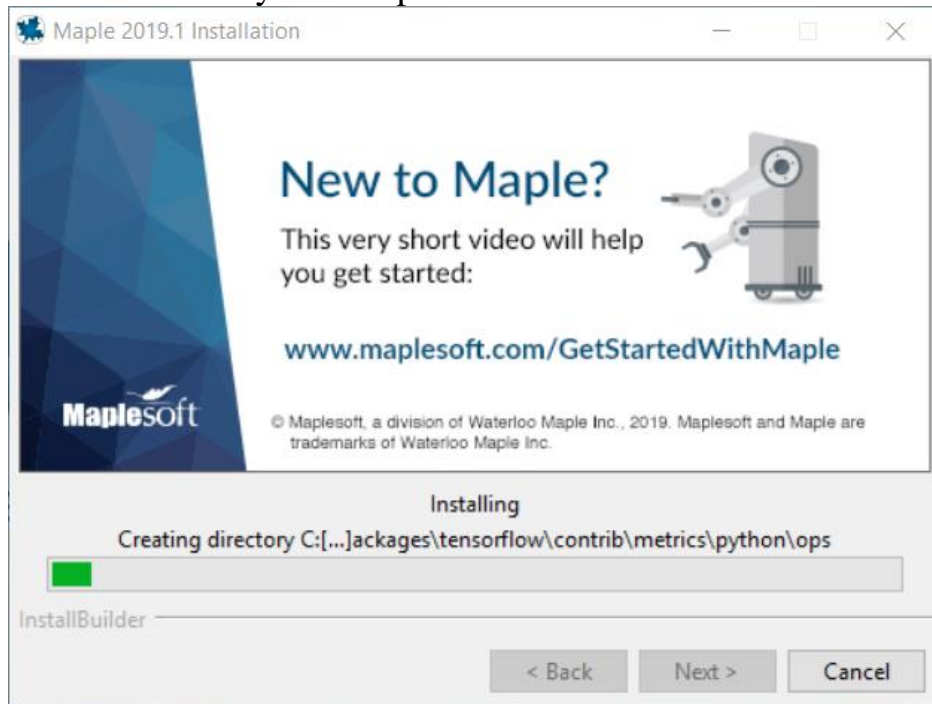 Maple 2019.1 Installation
New to Maple?
This very short video will help
you get started:
www.maplesoft.com/GetStartedWithMaple
Maplesoft
© Maplesoft, a division of Waterloo Maple Inc., 2019. Maplesoft and Maple are
trademarks of Waterloo Maple Inc.
Installing
Creating directory C:[...]ackages\tensorflow\contrib\metrics\python\ops
InstallBuilder
< Back Next > Cancel